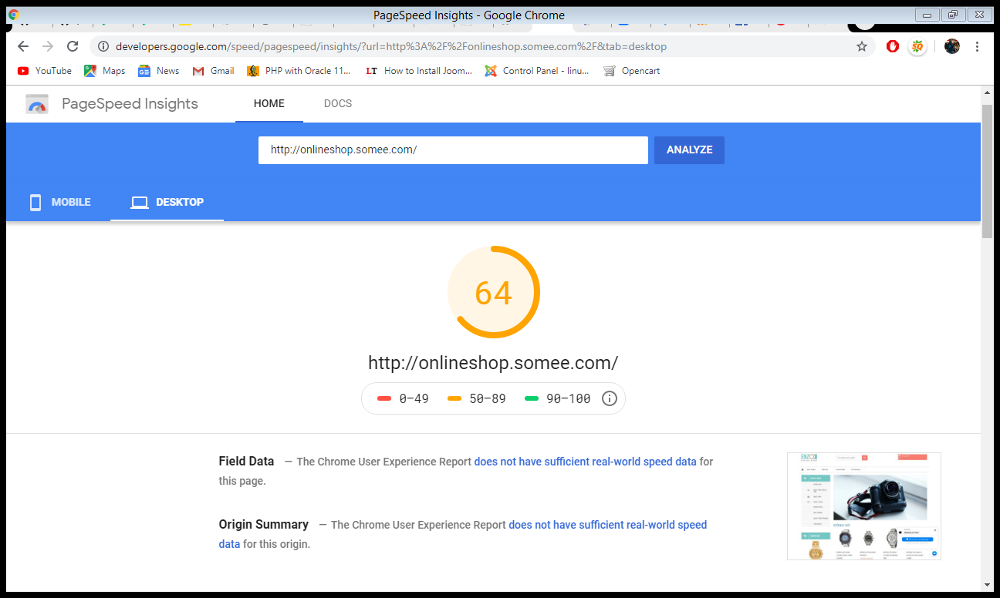 PageSpeed Insights - Google Chrome
developers.google.com/speed/pagespeed/insights/?url=http%3A%2F%2Fonlineshop.somee.com%2F&tab=desktop
YouTube Maps News Gmail PHP with Oracle 11... LT How to Install Joom... Control Panel - linu... Opencart
PageSpeed Insights HOME DOCS
http://onlineshop.somee.com/ ANALYZE
MOBILE DESKTOP
64
http://onlineshop.somee.com/
0–49 50–89 90–100
Field Data — The Chrome User Experience Report does not have sufficient real-world speed data for
this page.
Origin Summary — The Chrome User Experience Report does not have sufficient real-world speed
data for this origin.